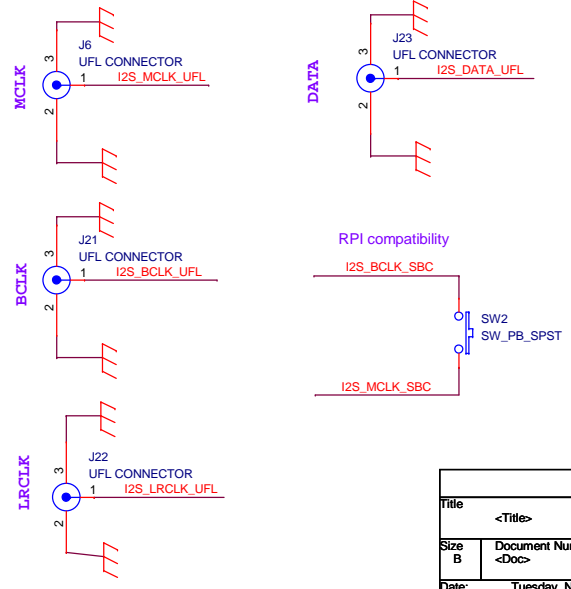 MCLK
J6
UFL CONNECTOR
3
1
I2S_MCLK_UFL
2
DATA
J23
UFL CONNECTOR
3
1
I2S_DATA_UFL
2
BCLK
J21
UFL CONNECTOR
3
1
I2S_BCLK_UFL
2
RPI compatibility
I2S_BCLK_SBC
SW2
SW_PB_SPST
I2S_MCLK_SBC
LRCLK
J22
UFL CONNECTOR
3
1
I2S_LRCLK_UFL
2
Title
<Title>
Size
B
Document Num
<Doc>
Date:
Tuesday, N